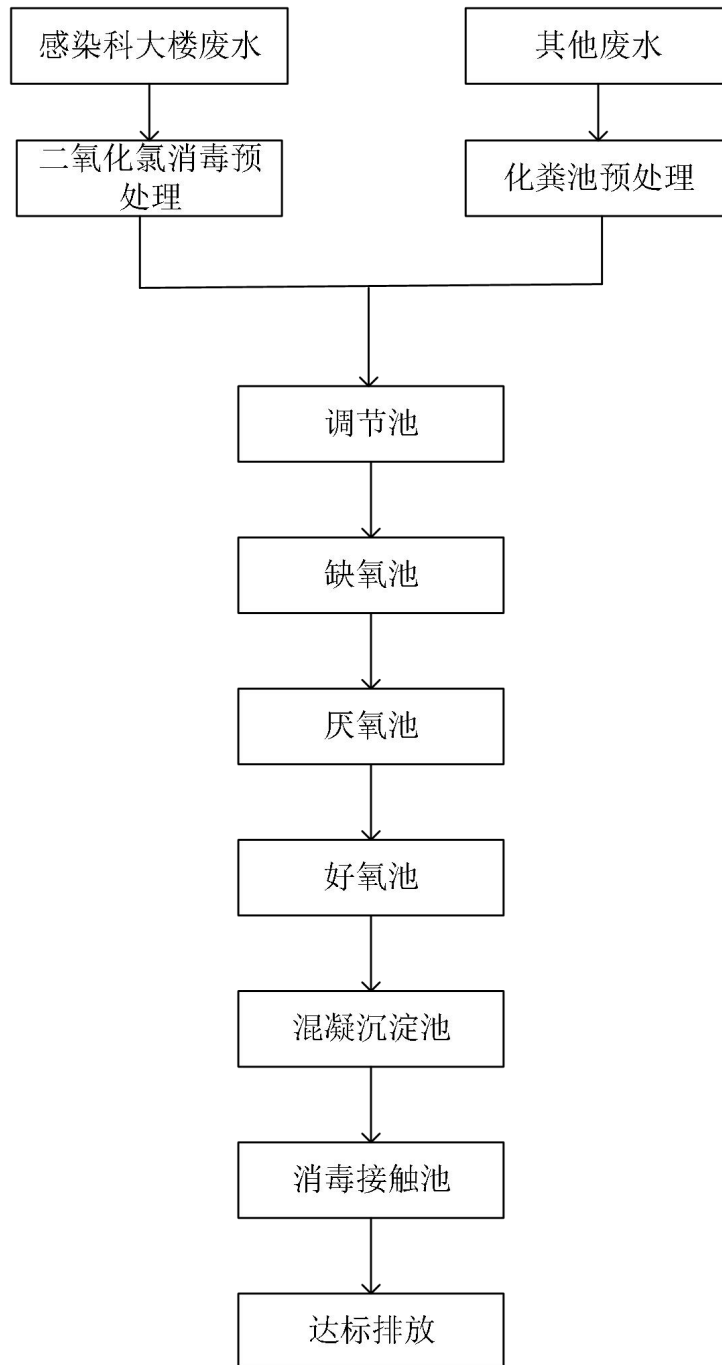 感染科大楼废水
其他废水
二氧化氯消毒预
处理
化粪池预处理
调节池
缺氧池
厌氧池
好氧池
混凝沉淀池
消毒接触池
达标排放